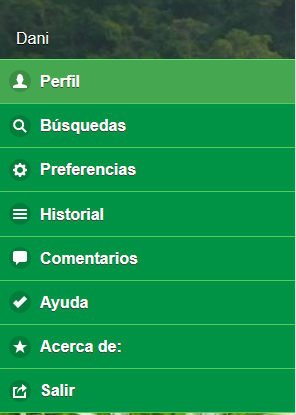 Dani
Perfil
Búsquedas
Preferencias
Historial
Comentarios
Ayuda
Acerca de:
Salir